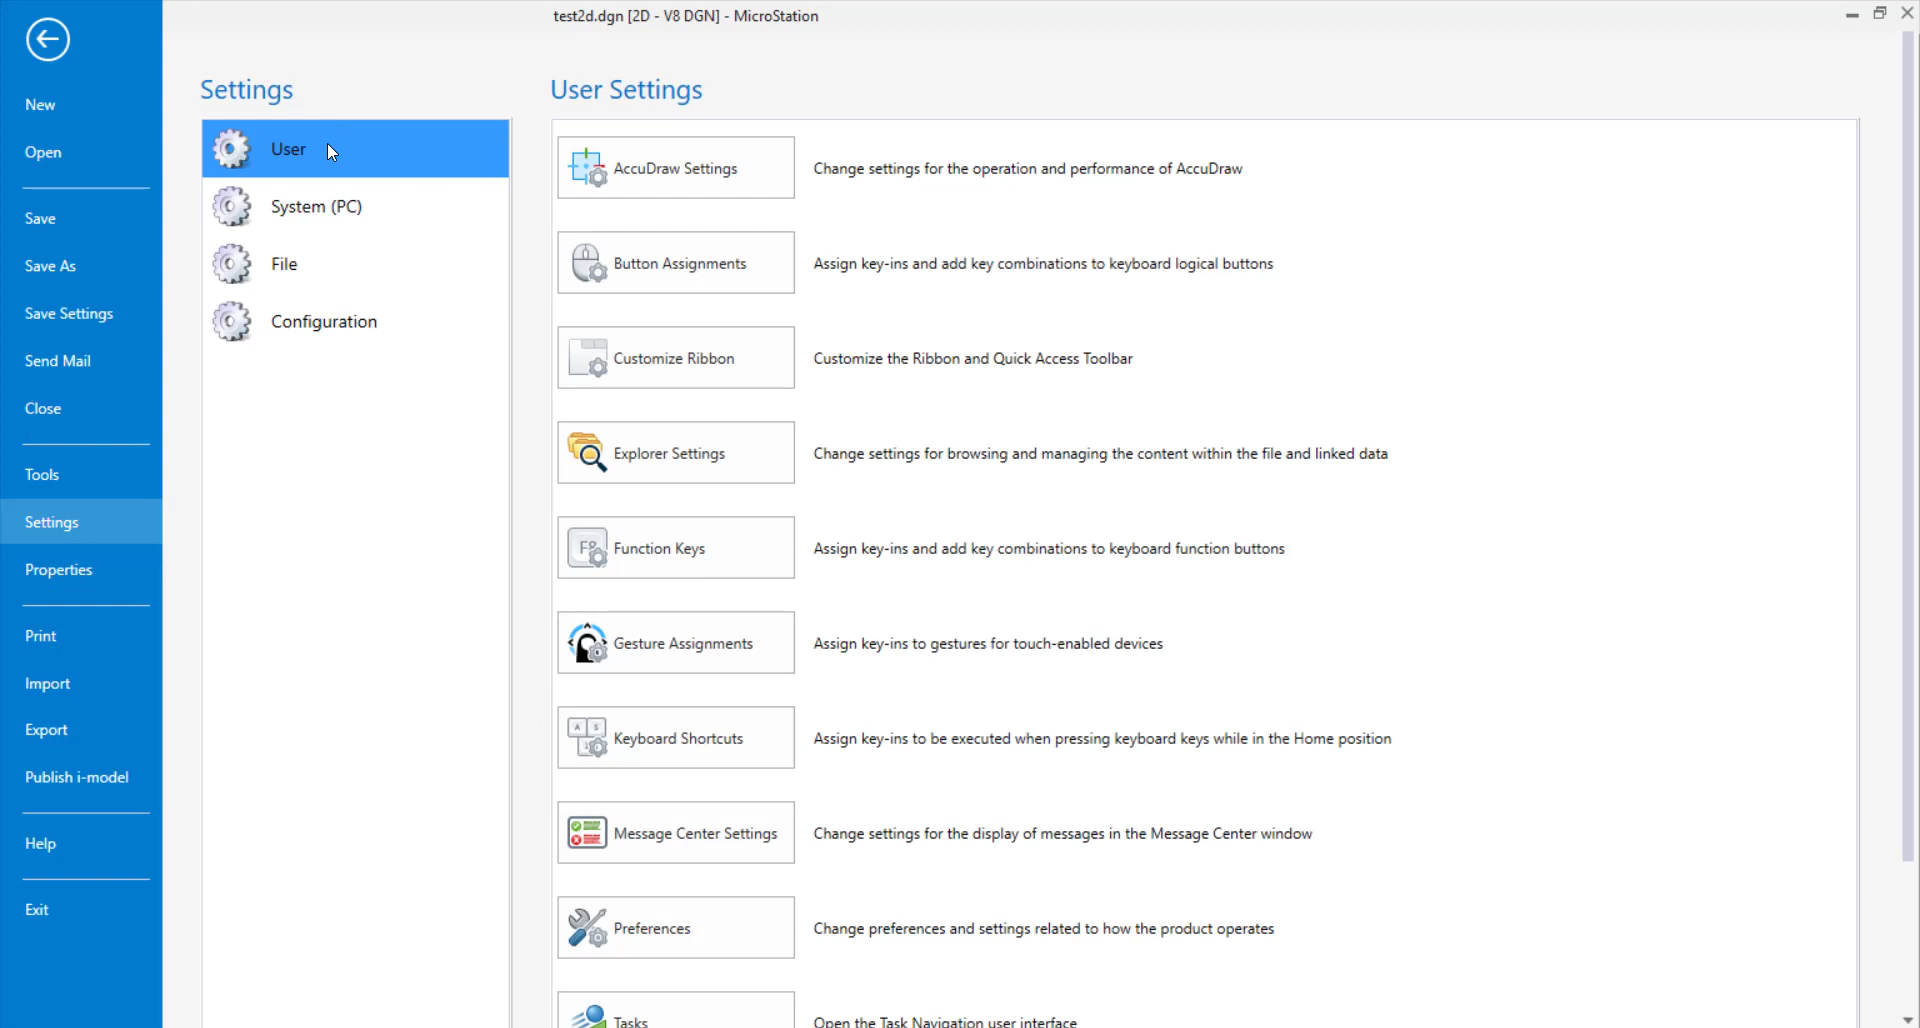 test2d.dgn [2D - V8 DGN] - MicroStation
New
Open
Save
Save As
Save Settings
Send Mail
Close
Tools
Settings
Properties
Print
Import
Export
Publish i-model
Help
Exit
Settings
User
System (PC)
File
Configuration
User Settings
AccuDraw Settings Change settings for the operation and performance of AccuDraw
Button Assignments Assign key-ins and add key combinations to keyboard logical buttons
Customize Ribbon Customize the Ribbon and Quick Access Toolbar
Explorer Settings Change settings for browsing and managing the content within the file and linked data
F8 Function Keys Assign key-ins and add key combinations to keyboard function buttons
Gesture Assignments Assign key-ins to gestures for touch-enabled devices
A S Keyboard Shortcuts Assign key-ins to be executed when pressing keyboard keys while in the Home position
Message Center Settings Change settings for the display of messages in the Message Center window
Preferences Change preferences and settings related to how the product operates
Tasks Open the Task Navigation user interface